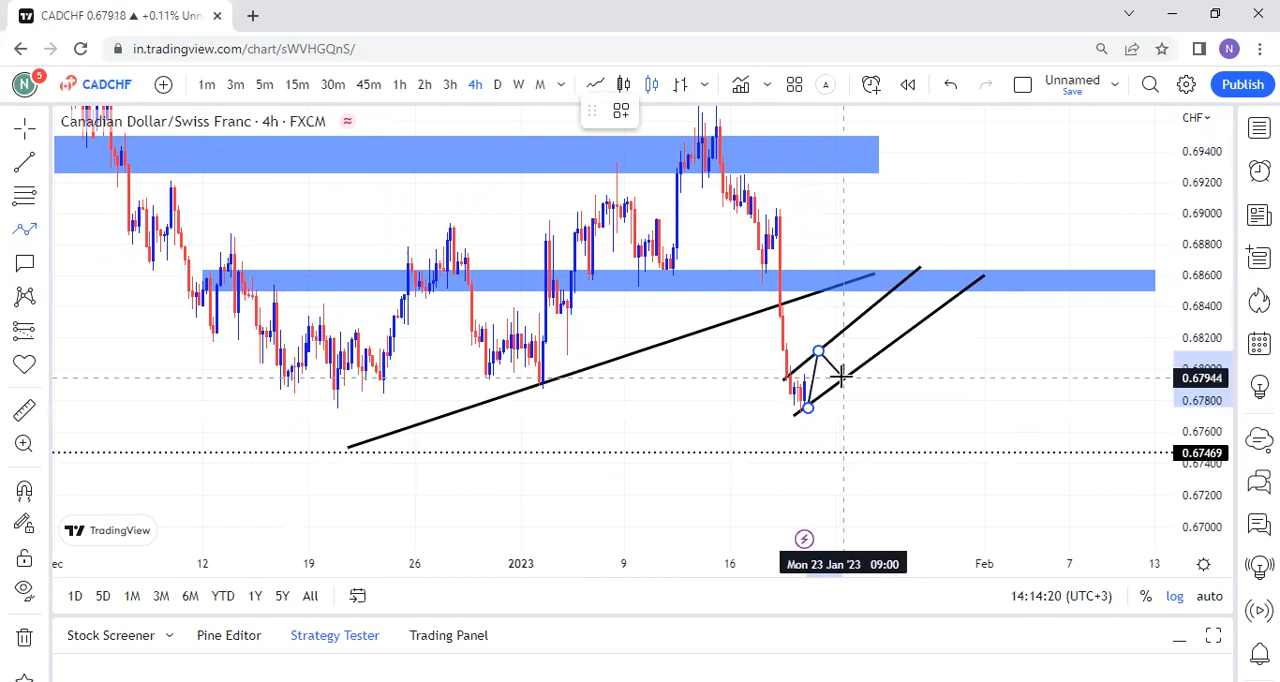 CADCHF 0.67938 ▲ +0.11% Unn
in.tradingview.com/chart/sWVHGQnS/
N
N 5 CADCHF 1m 3m 5m 15m 30m 45m 1h 2h 3h 4h D W M A Unnamed Save Publish
Canadian Dollar/Swiss Franc · 4h · FXCM
CHF
0.69400
0.69200
0.69000
0.68800
0.68600
0.68400
0.68200
0.67944
0.67800
0.67600
0.67469
0.67400
0.67200
0.67000
TradingView
ec 12 19 26 2023 9 16 Mon 23 Jan '23 09:00 Feb 7 13
1D 5D 1M 3M 6M YTD 1Y 5Y All 14:14:20 (UTC+3) % log auto
Stock Screener Pine Editor Strategy Tester Trading Panel